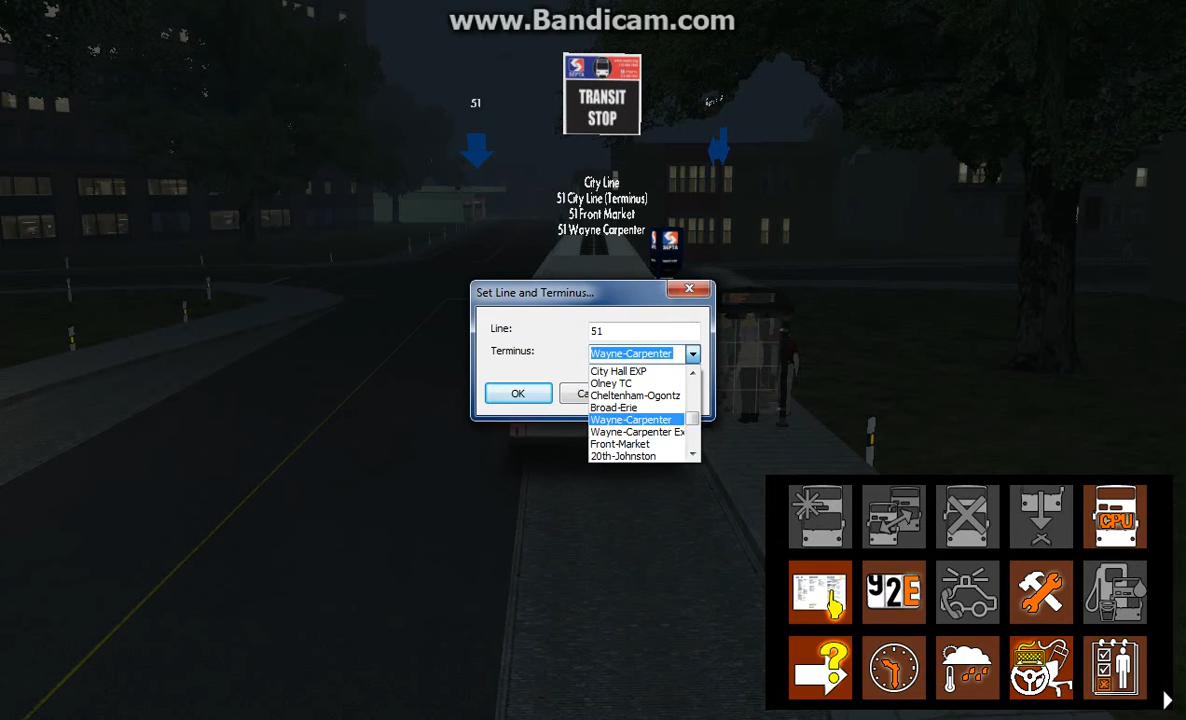 www.Bandicam.com
SEPTA
TRANSIT
STOP
51
City Line
51 City Line (Terminus)
51 Front Market
51 Wayne Carpenter
SEPTA
Set Line and Terminus...
Line:
51
Terminus:
Wayne-Carpenter
City Hall EXP
Olney TC
Cheltenham-Ogontz
Broad-Erie
Wayne-Carpenter
Wayne-Carpenter Ex
Front-Market
20th-Johnston
OK
Ca
CPU
92E